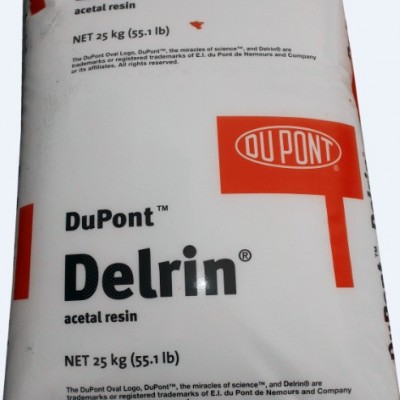 acetal resin
NET 25 kg (55.1 lb)
The DuPont Oval Logo, DuPont™, the miracles of science™, and Delrin® are
trademarks or registered trademarks of E.I. du Pont de Nemours and Company
or its affiliates. All rights reserved.
DU PONT®
DuPont™
Delrin®
acetal resin
NET 25 kg (55.1 lb)
The DuPont Oval Logo, DuPont™, the miracles of science™, and Delrin® are
trademarks or registered trademarks of E.I. du Pont de Nemours and Company
DuPont™